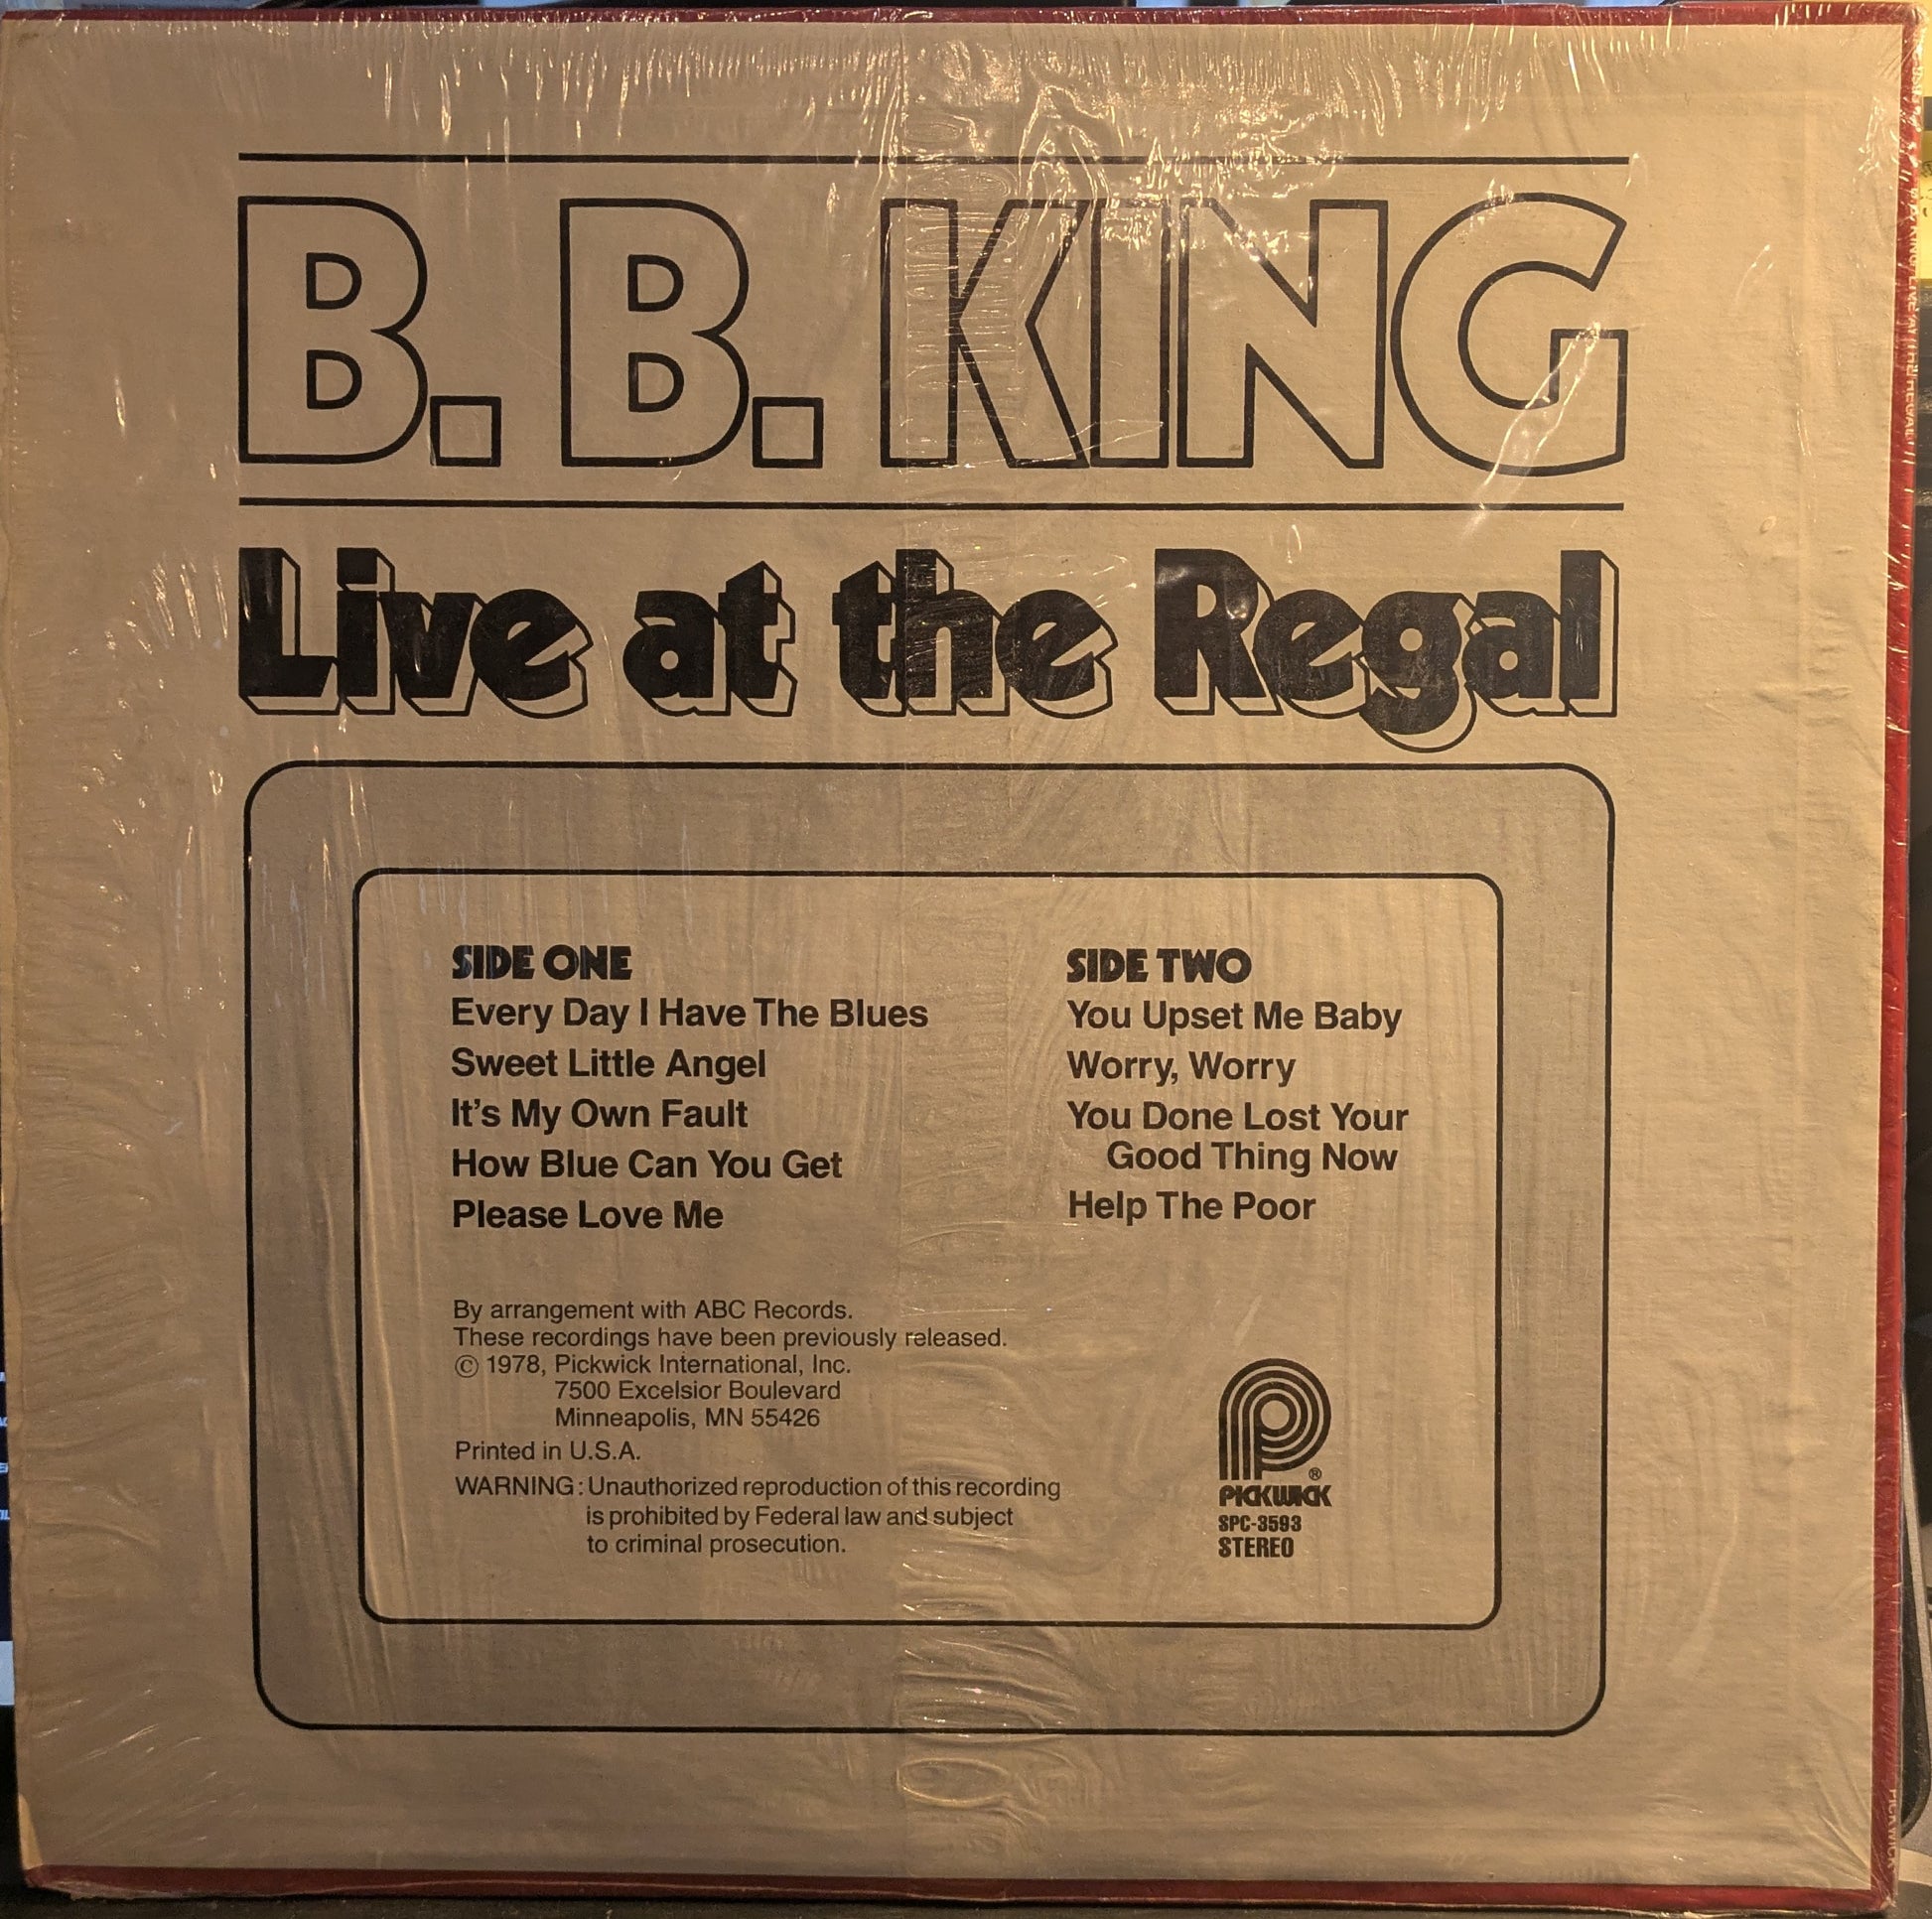 B. B. KING
Live at the Regal
SIDE ONE
Every Day I Have The Blues
Sweet Little Angel
It's My Own Fault
How Blue Can You Get
Please Love Me
SIDE TWO
You Upset Me Baby
Worry, Worry
You Done Lost Your
Good Thing Now
Help The Poor
By arrangement with ABC Records.
These recordings have been previously released.
© 1978, Pickwick International, Inc.
7500 Excelsior Boulevard
Minneapolis, MN 55426
Printed in U.S.A.
WARNING: Unauthorized reproduction of this recording
is prohibited by Federal law and subject
to criminal prosecution.
®
PICKWICK
SPC-3593
STEREO